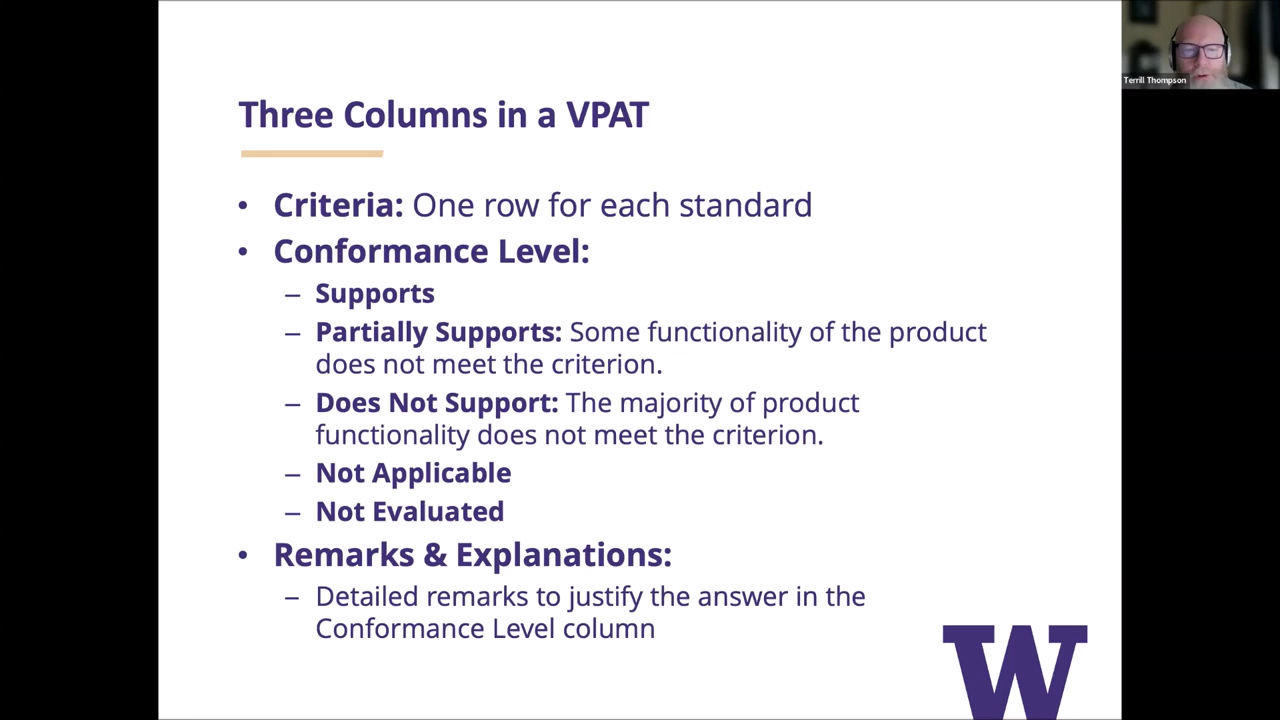 Three Columns in a VPAT
• Criteria: One row for each standard
• Conformance Level:
– Supports
– Partially Supports: Some functionality of the product
does not meet the criterion.
– Does Not Support: The majority of product
functionality does not meet the criterion.
– Not Applicable
– Not Evaluated
• Remarks & Explanations:
– Detailed remarks to justify the answer in the
Conformance Level column
W
Terrill Thompson